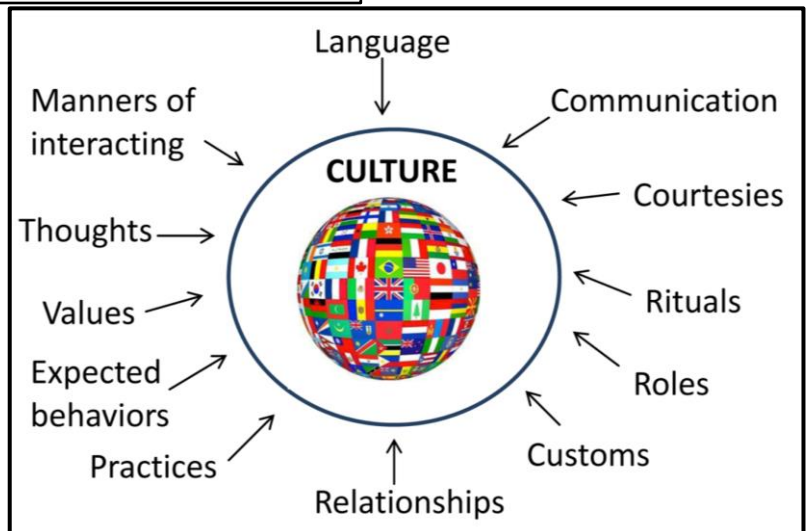 Language
Manners of
interacting
Communication
CULTURE
Courtesies
Thoughts
Values
Rituals
Expected
behaviors
Roles
Practices
Customs
Relationships